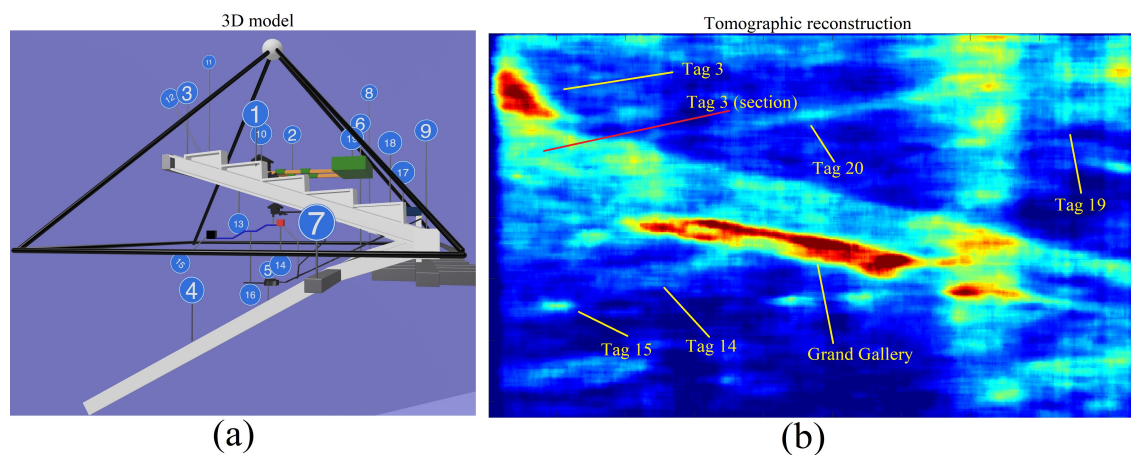 3D model
Tomographic reconstruction
11
12
3
8
1
10
2
6
9
18
17
7
13
15
5
14
4
16
Tag 3
Tag 3 (section)
Tag 20
Tag 19
Tag 15
Tag 14
Grand Gallery
(a)
(b)